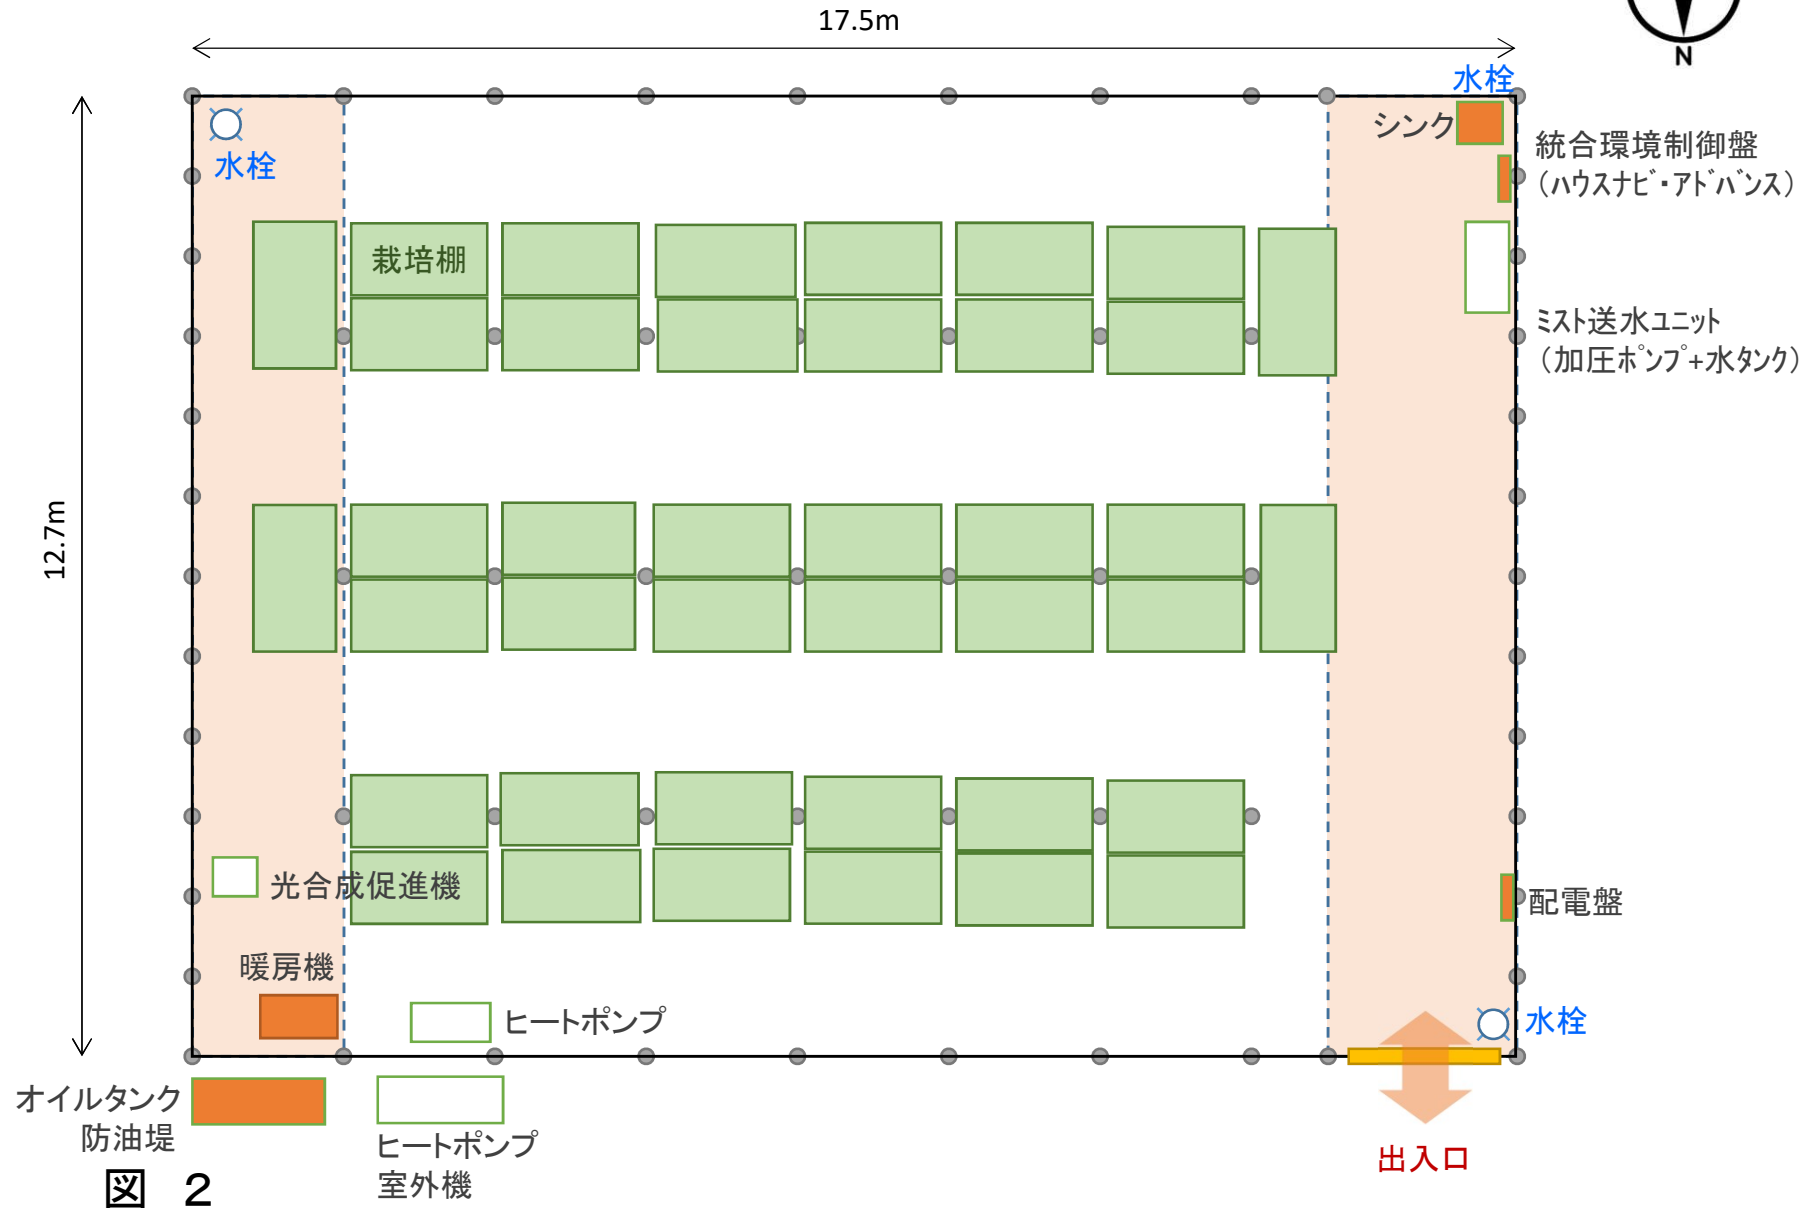 17.5m
N
水栓
シンク
統合環境制御盤
（ﾊｳｽﾅﾋﾞ・ｱﾄﾞﾊﾞﾝｽ）
水栓
栽培棚
ﾐｽﾄ送水ﾕﾆｯﾄ
（加圧ﾎﾟﾝﾌﾟ+水ﾀﾝｸ）
12.7m
光合成促進機
配電盤
暖房機
ヒートポンプ
水栓
オイルタンク
防油堤
ヒートポンプ
室外機
出入口
図　２